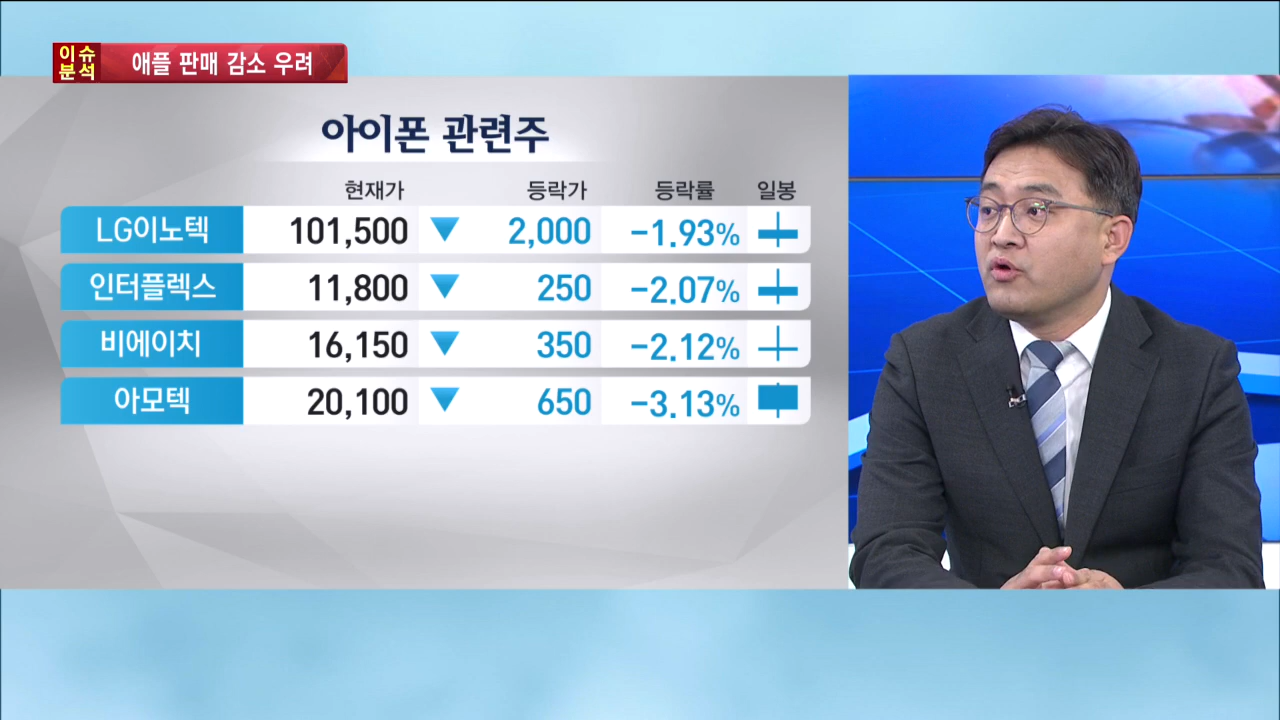 이슈
분석
애플 판매 감소 우려
아이폰 관련주
현재가 등락가 등락률 일봉
LG이노텍 101,500 ▼ 2,000 -1.93%
인터플렉스 11,800 ▼ 250 -2.07%
비에이치 16,150 ▼ 350 -2.12%
아모텍 20,100 ▼ 650 -3.13%